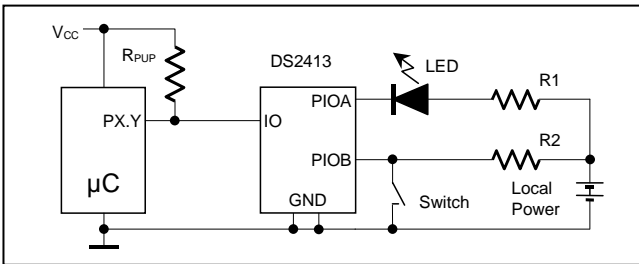 VCC
RPUP
DS2413
LED
R1
PIOA
PX.Y
IO
R2
PIOB
µC
GND
Switch
Local
Power